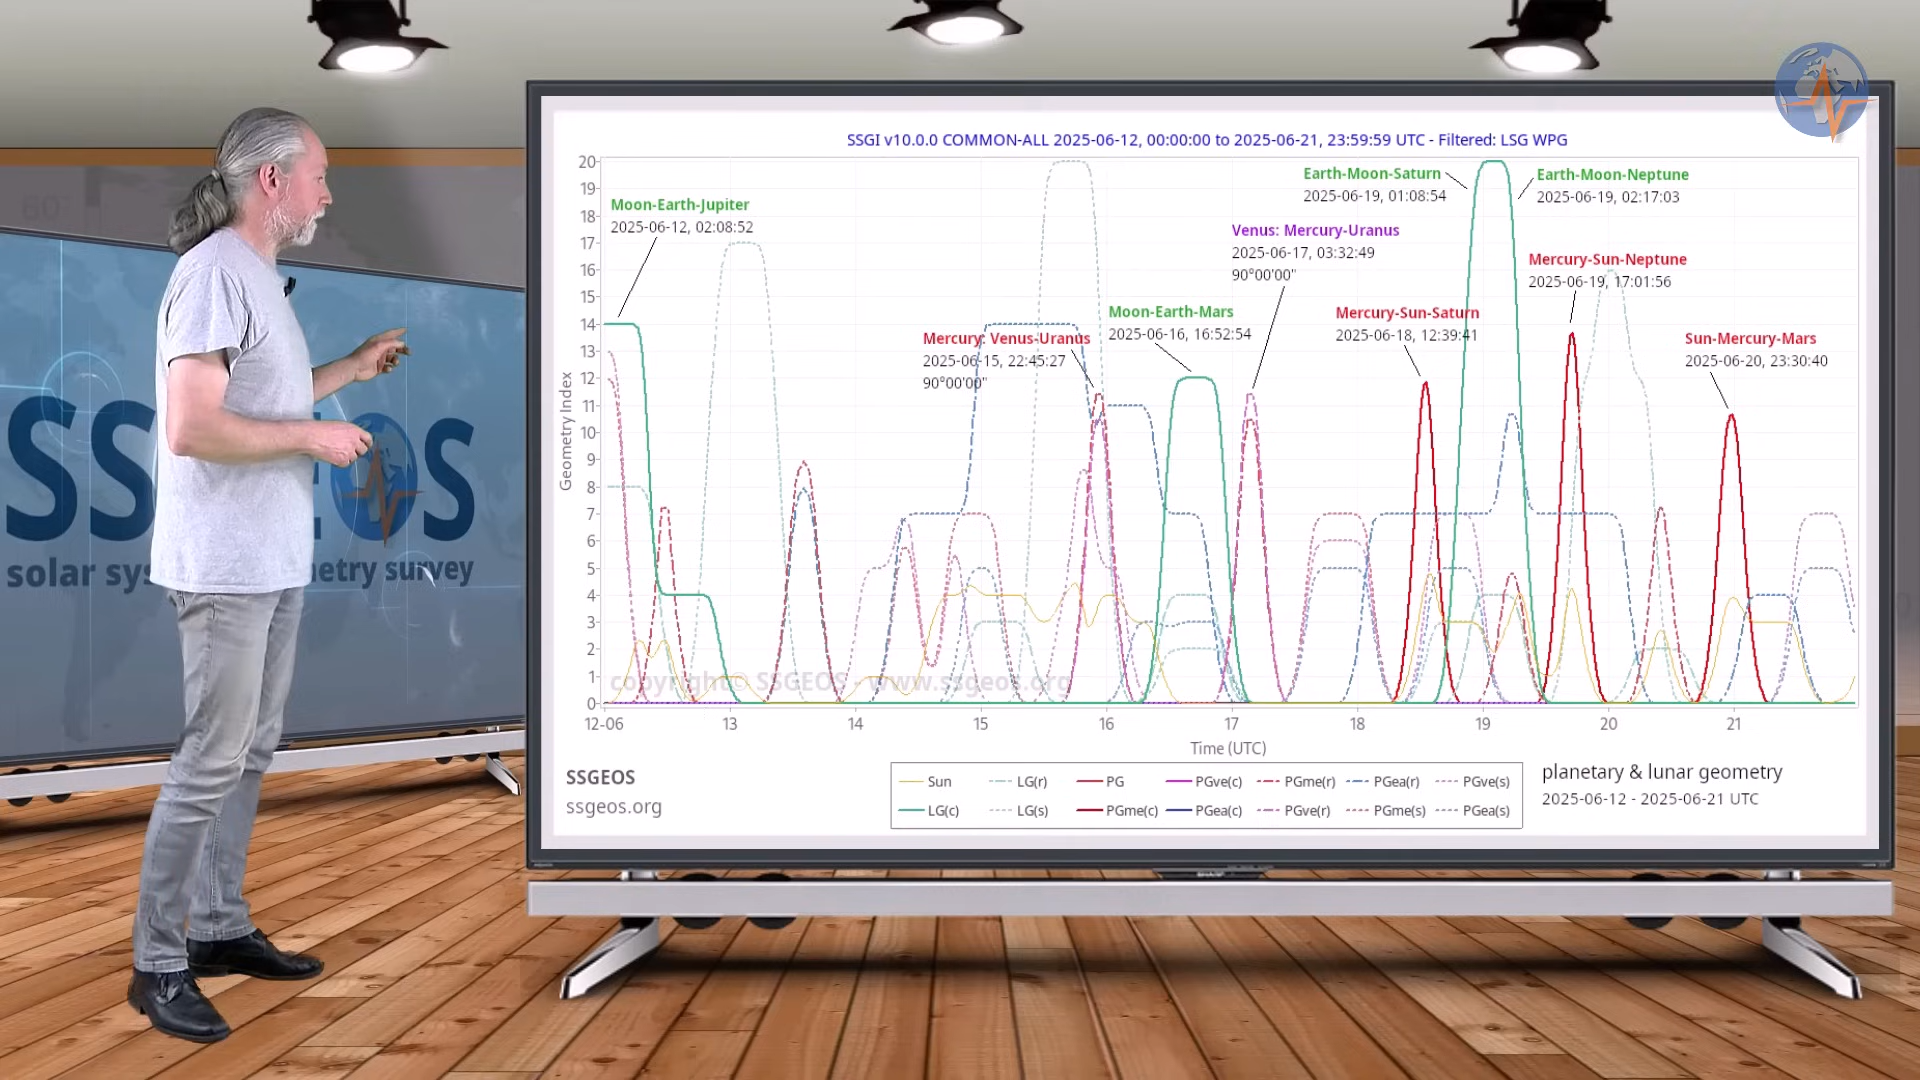 SSGI v10.0.0 COMMON-ALL 2025-06-12, 00:00:00 to 2025-06-21, 23:59:59 UTC - Filtered: LSG WPG
Earth-Moon-Saturn
2025-06-19, 01:08:54
Earth-Moon-Neptune
2025-06-19, 02:17:03
Moon-Earth-Jupiter
2025-06-12, 02:08:52
Venus: Mercury-Uranus
2025-06-17, 03:32:49
90°00'00"
Mercury-Sun-Neptune
2025-06-19, 17:01:56
Moon-Earth-Mars
2025-06-16, 16:52:54
Mercury-Sun-Saturn
2025-06-18, 12:39:41
Mercury: Venus-Uranus
2025-06-15, 22:45:27
90°00'00"
Sun-Mercury-Mars
2025-06-20, 23:30:40
Geometry Index
20
19
18
17
16
15
14
13
12
11
10
9
8
7
6
5
4
3
2
1
0
copyright© SSGEOS - www.ssgeos.org
12-06 13 14 15 16 17 18 19 20 21
Time (UTC)
SSGEOS
ssgeos.org
Sun LG(r) PG PGve(c) PGme(r) PGea(r) PGve(s)
LG(c) LG(s) PGme(c) PGea(c) PGve(r) PGme(s) PGea(s)
planetary & lunar geometry
2025-06-12 - 2025-06-21 UTC
solar
survey